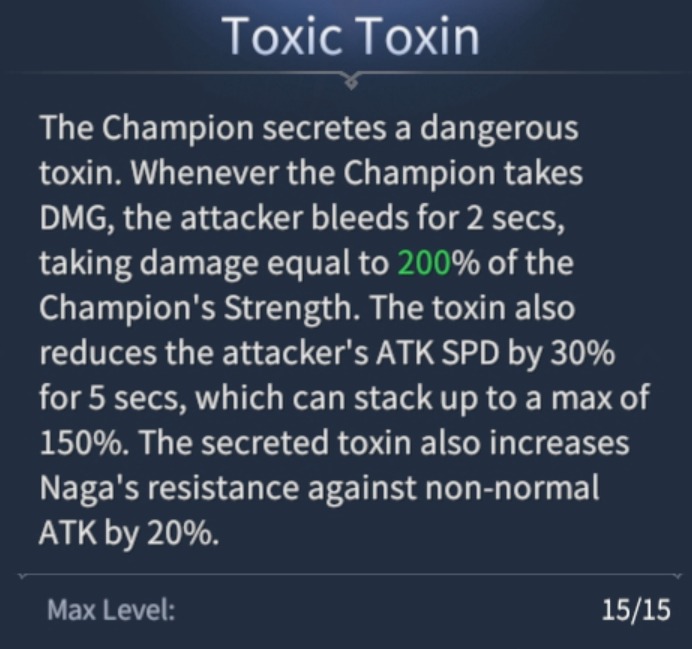 Toxic Toxin
The Champion secretes a dangerous
toxin. Whenever the Champion takes
DMG, the attacker bleeds for 2 secs,
taking damage equal to 200% of the
Champion's Strength. The toxin also
reduces the attacker's ATK SPD by 30%
for 5 secs, which can stack up to a max of
150%. The secreted toxin also increases
Naga's resistance against non-normal
ATK by 20%.
Max Level: 15/15